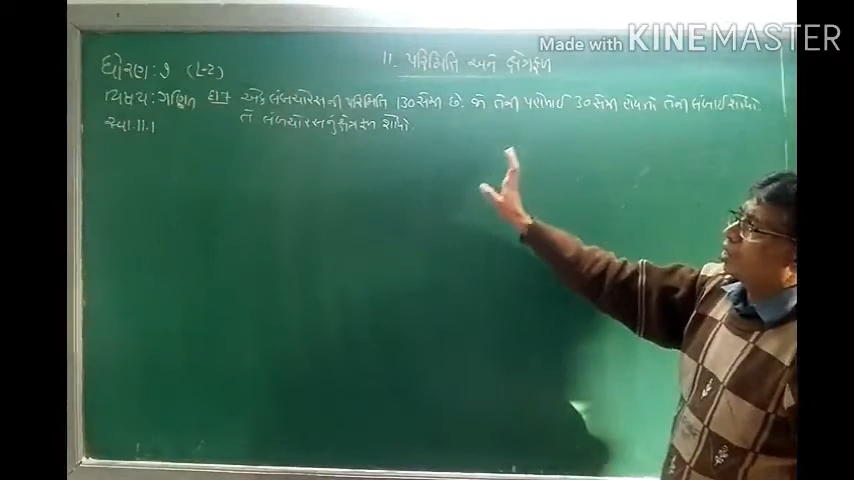 Made with KINEMASTER
11. પરિમિતિ અને ક્ષેત્રફળ
ધોરણ : ૭ (L-2)
વિષય : ગણિત દા.ત એક લંબચોરસની પરિમિતિ 130 સેમી છે. જો તેની પહોળાઈ 30 સેમી હોય તો તેની લંબાઈ શોધો.
સ્વા. 11.1 તે લંબચોરસનું ક્ષેત્રફળ શોધો.